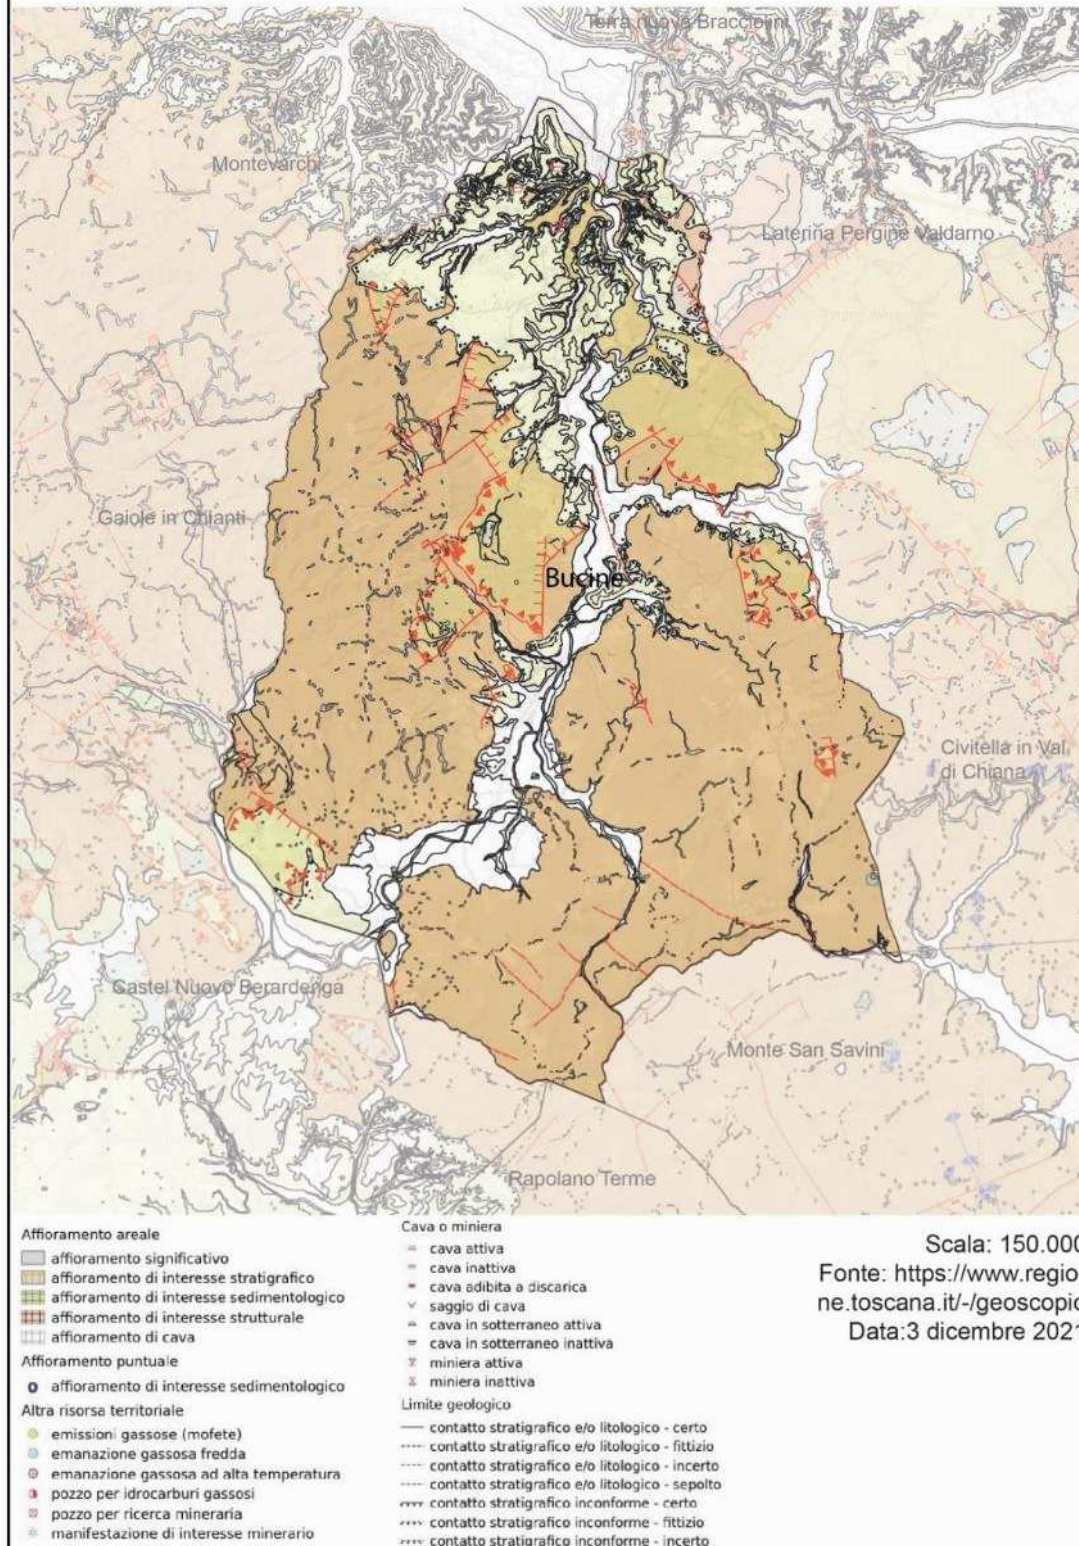 Terra nuova Bracciolini
Montevarchi
Laterina Pergine Valdarno
Gaiole in Chianti
Bucine
Civitella in Val
di Chiana
Castel Nuovo Berardenga
Monte San Savini
Rapolano Terme
Affioramento areale
affioramento significativo
affioramento di interesse stratigrafico
affioramento di interesse sedimentologico
affioramento di interesse strutturale
affioramento di cava
Affioramento puntuale
affioramento di interesse sedimentologico
Altra risorsa territoriale
emissioni gassose (mofete)
emanazione gassosa fredda
emanazione gassosa ad alta temperatura
pozzo per idrocarburi gassosi
pozzo per ricerca mineraria
manifestazione di interesse minerario
Cava o miniera
cava attiva
cava inattiva
cava adibita a discarica
saggio di cava
cava in sotterraneo attiva
cava in sotterraneo inattiva
miniera attiva
miniera inattiva
Limite geologico
contatto stratigrafico e/o litologico - certo
contatto stratigrafico e/o litologico - fittizio
contatto stratigrafico e/o litologico - incerto
contatto stratigrafico e/o litologico - sepolto
contatto stratigrafico inconforme - certo
contatto stratigrafico inconforme - fittizio
contatto stratigrafico inconforme - incerto
Scala: 150.000
Fonte: https://www.regio-
ne.toscana.it/-/geoscopio
Data:3 dicembre 2021